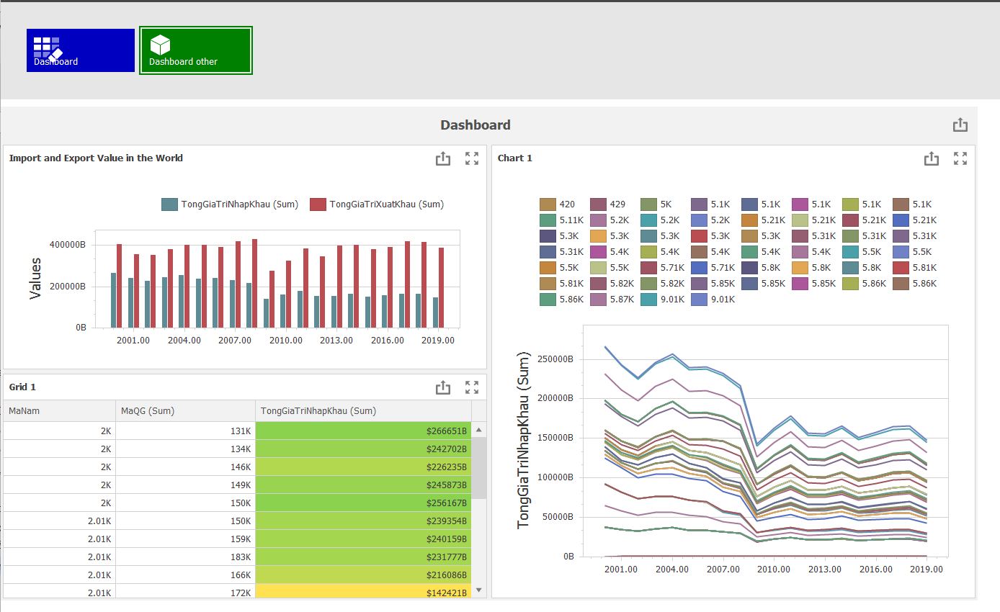 Dashboard
Dashboard other
Dashboard
Import and Export Value in the World
TongGiaTriNhapKhau (Sum) TongGiaTriXuatKhau (Sum)
Values
400000B
200000B
0B
2001.00 2004.00 2007.00 2010.00 2013.00 2016.00 2019.00
Grid 1
MaNam MaQG (Sum) TongGiaTriNhapKhau (Sum)
2K 131K $266651B
2K 134K $242702B
2K 146K $226235B
2K 149K $245873B
2K 150K $256167B
2.01K 150K $239354B
2.01K 159K $240159B
2.01K 183K $231777B
2.01K 166K $216086B
2.01K 172K $142421B
Chart 1
420 429 5K 5.1K 5.1K 5.1K 5.1K 5.1K
5.11K 5.2K 5.2K 5.2K 5.21K 5.21K 5.21K 5.21K
5.3K 5.3K 5.3K 5.3K 5.3K 5.31K 5.31K 5.31K
5.31K 5.4K 5.4K 5.4K 5.4K 5.4K 5.5K 5.5K
5.5K 5.5K 5.71K 5.71K 5.8K 5.8K 5.8K 5.81K
5.81K 5.82K 5.82K 5.85K 5.85K 5.85K 5.86K 5.86K
5.86K 5.87K 9.01K 9.01K
TongGiaTriNhapKhau (Sum)
250000B
200000B
150000B
100000B
50000B
0B
2001.00 2004.00 2007.00 2010.00 2013.00 2016.00 2019.00